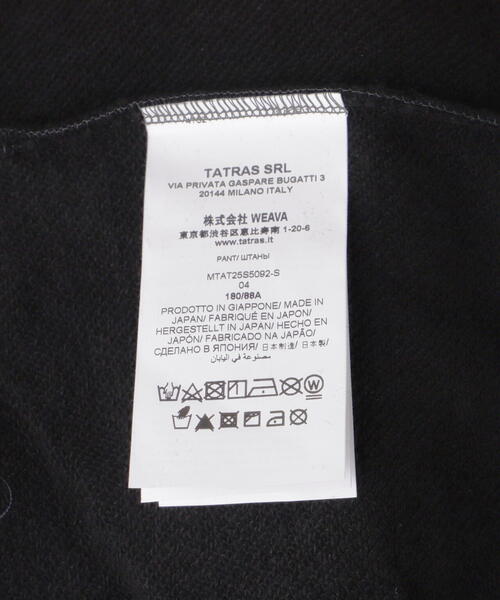 TATRAS SRL
VIA PRIVATA GASPARE BUGATTI 3
20144 MILANO ITALY
株式会社 WEAVA
東京都渋谷区恵比寿南 1-20-6
www.tatras.it
PANT/ ШТАНЫ
MTAT25S5092-S
04
180/88A
PRODOTTO IN GIAPPONE/ MADE IN
JAPAN/ FABRIQUÉ EN JAPON/
HERGESTELLT IN JAPAN/ HECHO EN
JAPÓN/ FABRICADO NA JAPÃO/
СДЕЛАНО В ЯПОНИЯ/ 日本制造/ 日本製/
مصنوعة في اليابان
W